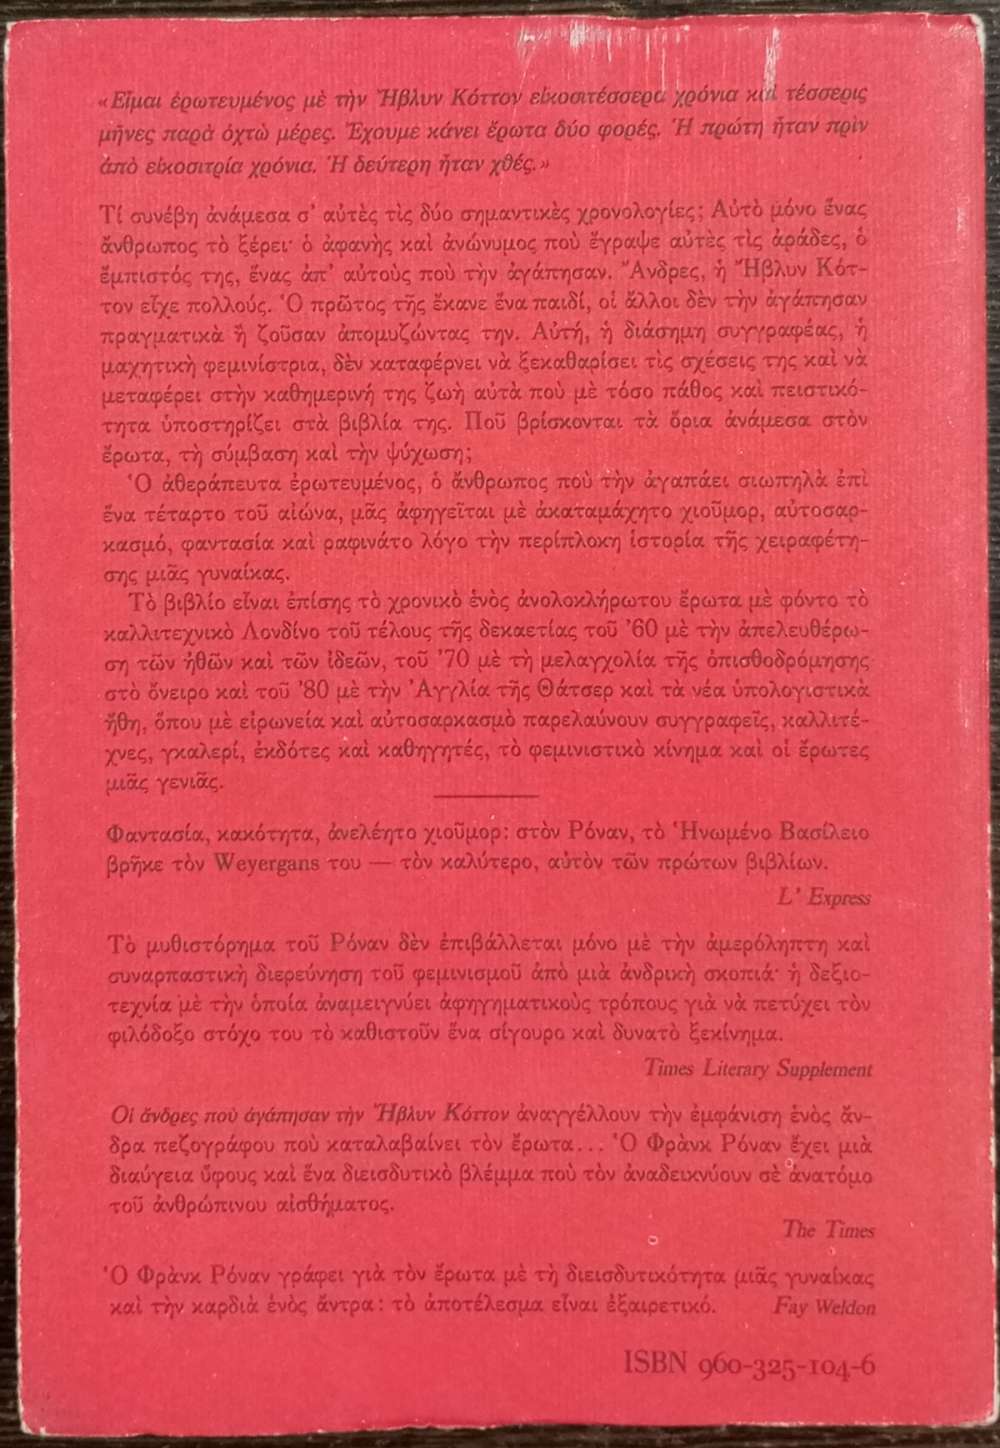 «Εἶμαι ἐρωτευμένος μὲ τὴν Ἥβλυν Κόττον εἰκοσιτέσσερα χρόνια καὶ τέσσερις
μῆνες παρὰ ὀχτὼ μέρες. Ἔχουμε κάνει ἔρωτα δύο φορές. Ἡ πρώτη ἦταν πρὶν
ἀπὸ εἰκοσιτρία χρόνια. Ἡ δεύτερη ἦταν χθές.»
Τί συνέβη ἀνάμεσα σ' αὐτὲς τὶς δύο σημαντικὲς χρονολογίες; Αὐτὸ μόνο ἕνας
ἄνθρωπος τὸ ξέρει· ὁ ἀφανὴς καὶ ἀνώνυμος ποὺ ἔγραψε αὐτὲς τὶς ἀράδες, ὁ
ἔμπιστός της, ἕνας ἀπ' αὐτοὺς ποὺ τὴν ἀγάπησαν. Ἄνδρες, ἡ Ἥβλυν Κότ-
τον εἶχε πολλούς. Ὁ πρῶτος τῆς ἔκανε ἕνα παιδί, οἱ ἄλλοι δὲν τὴν ἀγάπησαν
πραγματικὰ ἢ ζοῦσαν ἀπομυζώντας την. Αὐτή, ἡ διάσημη συγγραφέας, ἡ
μαχητικὴ φεμινίστρια, δὲν καταφέρνει νὰ ξεκαθαρίσει τὶς σχέσεις της καὶ νὰ
μεταφέρει στὴν καθημερινή της ζωὴ αὐτὰ ποὺ μὲ τόσο πάθος καὶ πειστικό-
τητα ὑποστηρίζει στὰ βιβλία της. Ποῦ βρίσκονται τὰ ὅρια ἀνάμεσα στὸν
ἔρωτα, τὴ σύμβαση καὶ τὴν ψύχωση;
Ὁ ἀθεράπευτα ἐρωτευμένος, ὁ ἄνθρωπος ποὺ τὴν ἀγαπάει σιωπηλὰ ἐπὶ
ἕνα τέταρτο τοῦ αἰώνα, μᾶς ἀφηγεῖται μὲ ἀκαταμάχητο χιοῦμορ, αὐτοσαρ-
κασμό, φαντασία καὶ ραφινάτο λόγο τὴν περίπλοκη ἱστορία τῆς χειραφέτη-
σης μιᾶς γυναίκας.
Τὸ βιβλίο εἶναι ἐπίσης τὸ χρονικὸ ἑνὸς ἀνολοκλήρωτου ἔρωτα μὲ φόντο τὸ
καλλιτεχνικὸ Λονδίνο τοῦ τέλους τῆς δεκαετίας τοῦ '60 μὲ τὴν ἀπελευθέρω-
ση τῶν ἠθῶν καὶ τῶν ἰδεῶν, τοῦ '70 μὲ τὴ μελαγχολία τῆς ὀπισθοδρόμησης
στὸ ὄνειρο καὶ τοῦ '80 μὲ τὴν Ἀγγλία τῆς Θάτσερ καὶ τὰ νέα ὑπολογιστικὰ
ἤθη, ὅπου μὲ εἰρωνεία καὶ αὐτοσαρκασμὸ παρελαύνουν συγγραφεῖς, καλλιτέ-
χνες, γκαλερί, ἐκδότες καὶ καθηγητές, τὸ φεμινιστικὸ κίνημα καὶ οἱ ἔρωτες
μιᾶς γενιᾶς.
Φαντασία, κακότητα, ἀνελέητο χιοῦμορ: στὸν Ρόναν, τὸ Ἡνωμένο Βασίλειο
βρῆκε τὸν Weyergans του — τὸν καλύτερο, αὐτὸν τῶν πρώτων βιβλίων.
L' Express
Τὸ μυθιστόρημα τοῦ Ρόναν δὲν ἐπιβάλλεται μόνο μὲ τὴν ἀμερόληπτη καὶ
συναρπαστικὴ διερεύνηση τοῦ φεμινισμοῦ ἀπὸ μιὰ ἀνδρικὴ σκοπιά· ἡ δεξιο-
τεχνία μὲ τὴν ὁποία ἀναμειγνύει ἀφηγηματικοὺς τρόπους γιὰ νὰ πετύχει τὸν
φιλόδοξο στόχο του τὸ καθιστοῦν ἕνα σίγουρο καὶ δυνατὸ ξεκίνημα.
Times Literary Supplement
Οἱ ἄνδρες ποὺ ἀγάπησαν τὴν Ἥβλυν Κόττον ἀναγγέλλουν τὴν ἐμφάνιση ἑνὸς ἄν-
δρα πεζογράφου ποὺ καταλαβαίνει τὸν ἔρωτα... Ὁ Φρὰνκ Ρόναν ἔχει μιὰ
διαύγεια ὕφους καὶ ἕνα διεισδυτικὸ βλέμμα ποὺ τὸν ἀναδεικνύουν σὲ ἀνατόμο
τοῦ ἀνθρώπινου αἰσθήματος.
The Times
Ὁ Φρὰνκ Ρόναν γράφει γιὰ τὸν ἔρωτα μὲ τὴ διεισδυτικότητα μιᾶς γυναίκας
καὶ τὴν καρδιὰ ἑνὸς ἄντρα: τὸ ἀποτέλεσμα εἶναι ἐξαιρετικό. Fay Weldon
ISBN 960-325-104-6